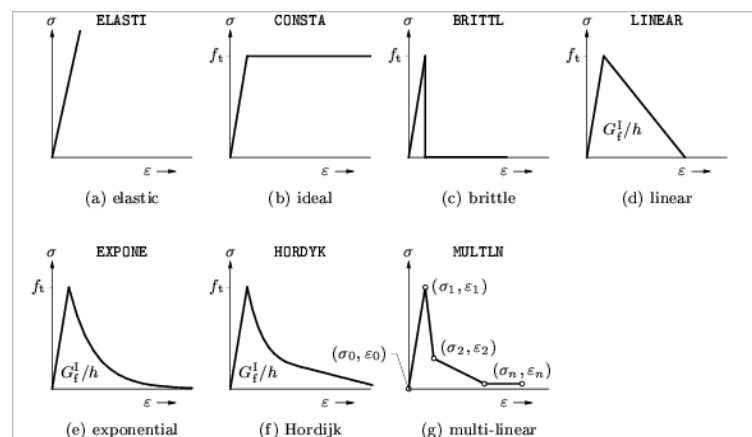 σ ELASTI
ε
(a) elastic
σ CONSTA
f_t
ε
(b) ideal
σ BRITTL
f_t
ε
(c) brittle
σ LINEAR
f_t
G_f^I/h
ε
(d) linear
σ EXPONE
f_t
G_f^I/h
ε
(e) exponential
σ HORDYK
f_t
G_f^I/h
ε
(f) Hordijk
σ MULTLN
(σ_1, ε_1)
(σ_0, ε_0)
(σ_2, ε_2)
(σ_n, ε_n)
ε
(g) multi-linear